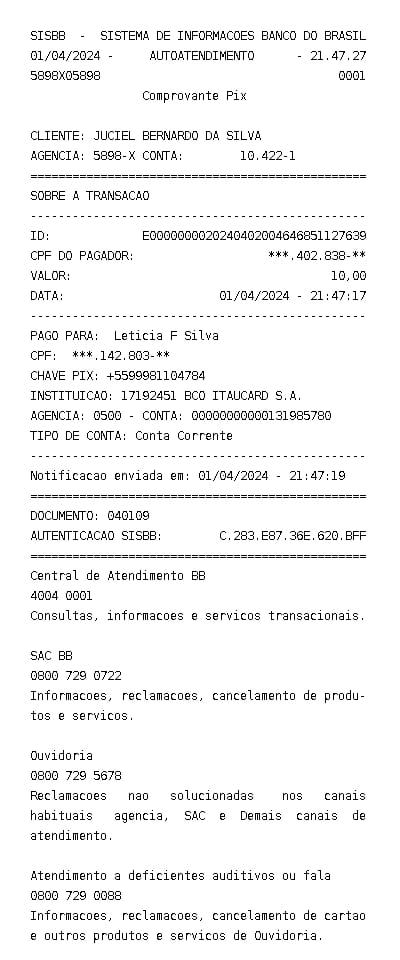 SISBB - SISTEMA DE INFORMACOES BANCO DO BRASIL
01/04/2024 - AUTOATENDIMENTO - 21.47.27
5898X05898 0001
Comprovante Pix
CLIENTE: JUCIEL BERNARDO DA SILVA
AGENCIA: 5898-X CONTA: 10.422-1
================================================
SOBRE A TRANSACAO
------------------------------------------------
ID: E0000000020240402004646851127639
CPF DO PAGADOR: ***.402.838-**
VALOR: 10,00
DATA: 01/04/2024 - 21:47:17
------------------------------------------------
PAGO PARA: Leticia F Silva
CPF: ***.142.803-**
CHAVE PIX: +5599981104784
INSTITUICAO: 17192451 BCO ITAUCARD S.A.
AGENCIA: 0500 - CONTA: 00000000000131985780
TIPO DE CONTA: Conta Corrente
------------------------------------------------
Notificacao enviada em: 01/04/2024 - 21:47:19
================================================
DOCUMENTO: 040109
AUTENTICACAO SISBB: C.283.E87.36E.620.BFF
================================================
Central de Atendimento BB
4004 0001
Consultas, informacoes e servicos transacionais.
SAC BB
0800 729 0722
Informacoes, reclamacoes, cancelamento de produ-
tos e servicos.
Ouvidoria
0800 729 5678
Reclamacoes nao solucionadas nos canais
habituais agencia, SAC e Demais canais de
atendimento.
Atendimento a deficientes auditivos ou fala
0800 729 0088
Informacoes, reclamacoes, cancelamento de cartao
e outros produtos e servicos de Ouvidoria.